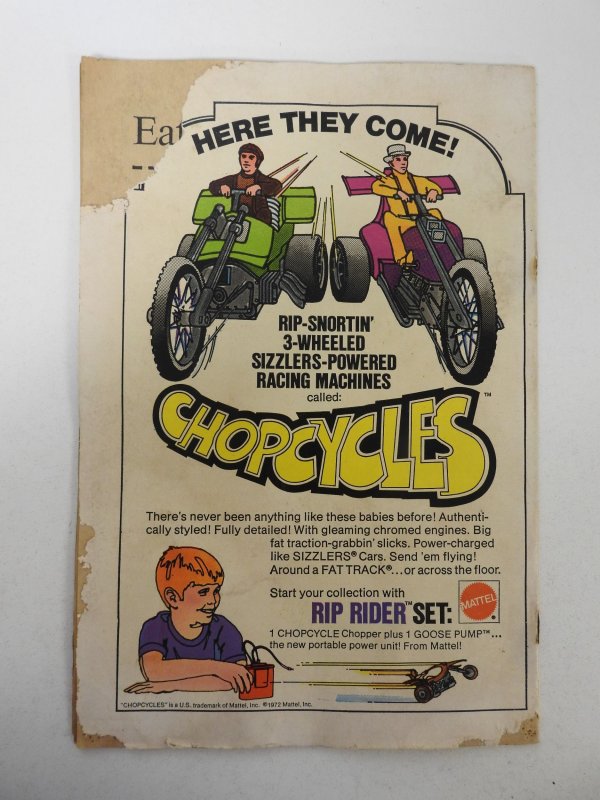 Eat
HERE THEY COME!
RIP-SNORTIN'
3-WHEELED
SIZZLERS-POWERED
RACING MACHINES
called:
CHOPCYCLES™
There's never been anything like these babies before! Authenti-
cally styled! Fully detailed! With gleaming chromed engines. Big
fat traction-grabbin' slicks. Power-charged
like SIZZLERS® Cars. Send 'em flying!
Around a FAT TRACK®...or across the floor.
Start your collection with
RIP RIDER™ SET:
MATTEL®
1 CHOPCYCLE Chopper plus 1 GOOSE PUMP™...
the new portable power unit! From Mattel!
"CHOPCYCLES" is a U.S. trademark of Mattel, Inc. ©1972 Mattel, Inc.